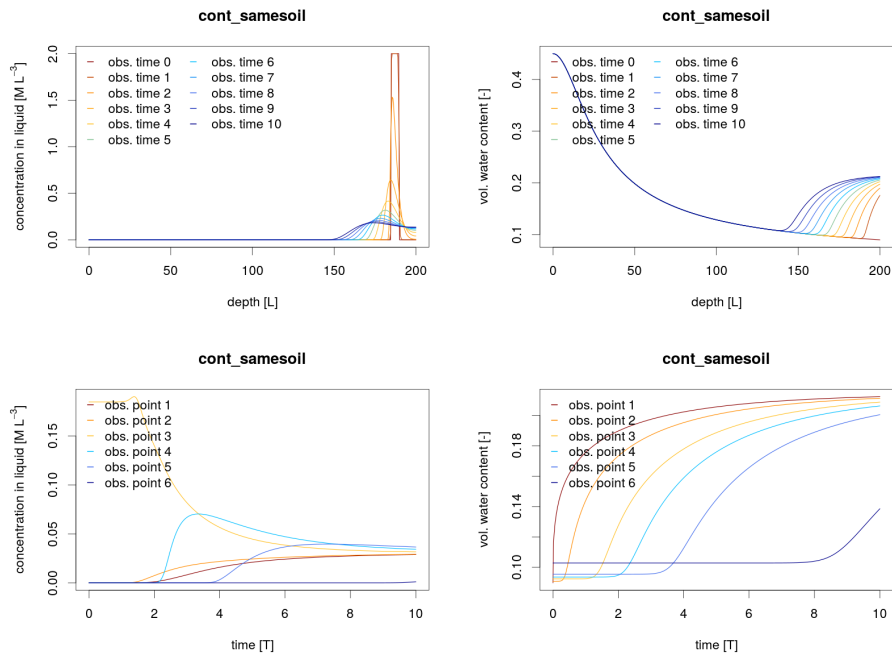 cont_samesoil
concentration in liquid [M L⁻³]
2.0
1.5
1.0
0.5
0.0
obs. time 0
obs. time 1
obs. time 2
obs. time 3
obs. time 4
obs. time 5
obs. time 6
obs. time 7
obs. time 8
obs. time 9
obs. time 10
0 50 100 150 200
depth [L]
cont_samesoil
vol. water content [-]
0.4
0.3
0.2
0.1
obs. time 0
obs. time 1
obs. time 2
obs. time 3
obs. time 4
obs. time 5
obs. time 6
obs. time 7
obs. time 8
obs. time 9
obs. time 10
0 50 100 150 200
depth [L]
cont_samesoil
concentration in liquid [M L⁻³]
0.15
0.10
0.05
0.00
obs. point 1
obs. point 2
obs. point 3
obs. point 4
obs. point 5
obs. point 6
0 2 4 6 8 10
time [T]
cont_samesoil
vol. water content [-]
0.18
0.14
0.10
obs. point 1
obs. point 2
obs. point 3
obs. point 4
obs. point 5
obs. point 6
0 2 4 6 8 10
time [T]